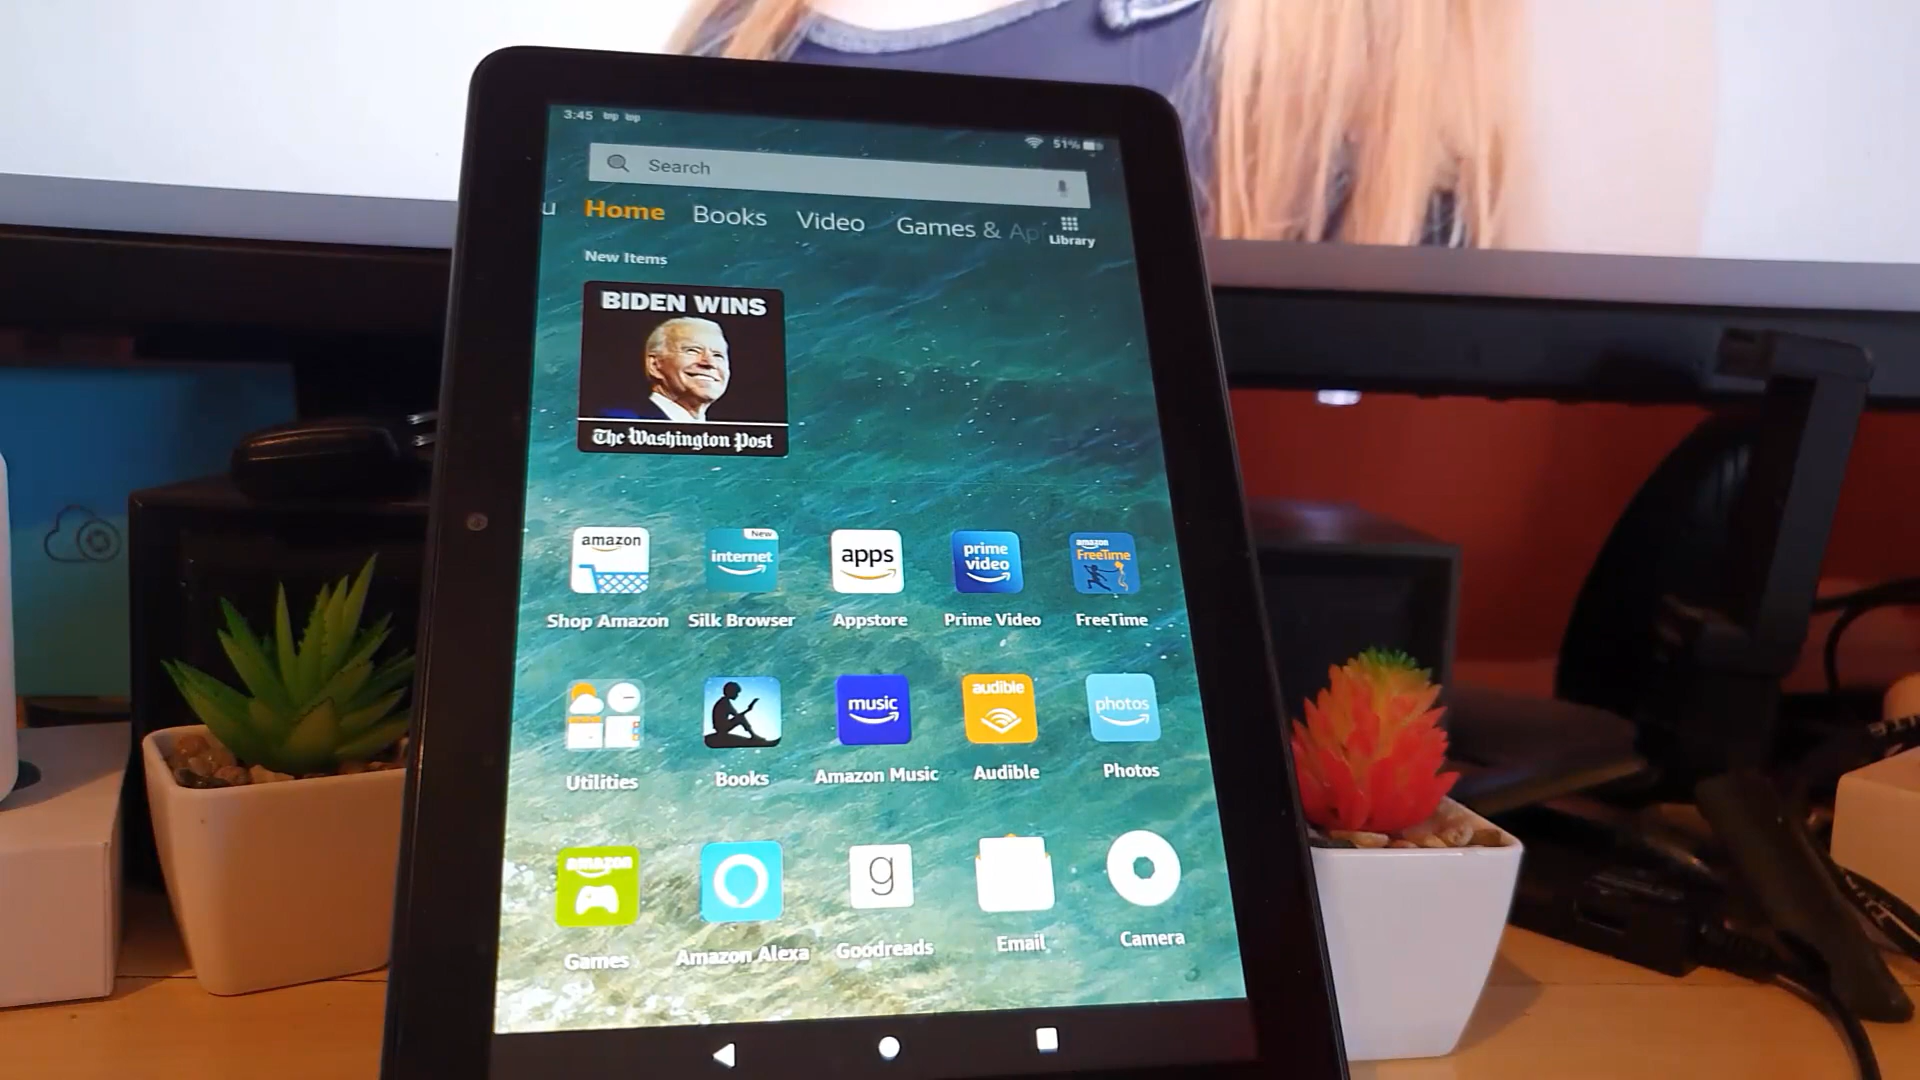 3:45
51%
Search
u Home Books Video Games & Ap
Library
New Items
BIDEN WINS
The Washington Post
amazon
New
internet
apps
prime
video
amazon
FreeTime
Shop Amazon Silk Browser Appstore Prime Video FreeTime
music
audible
photos
Utilities Books Amazon Music Audible Photos
amazon
g
Games Amazon Alexa Goodreads Email Camera